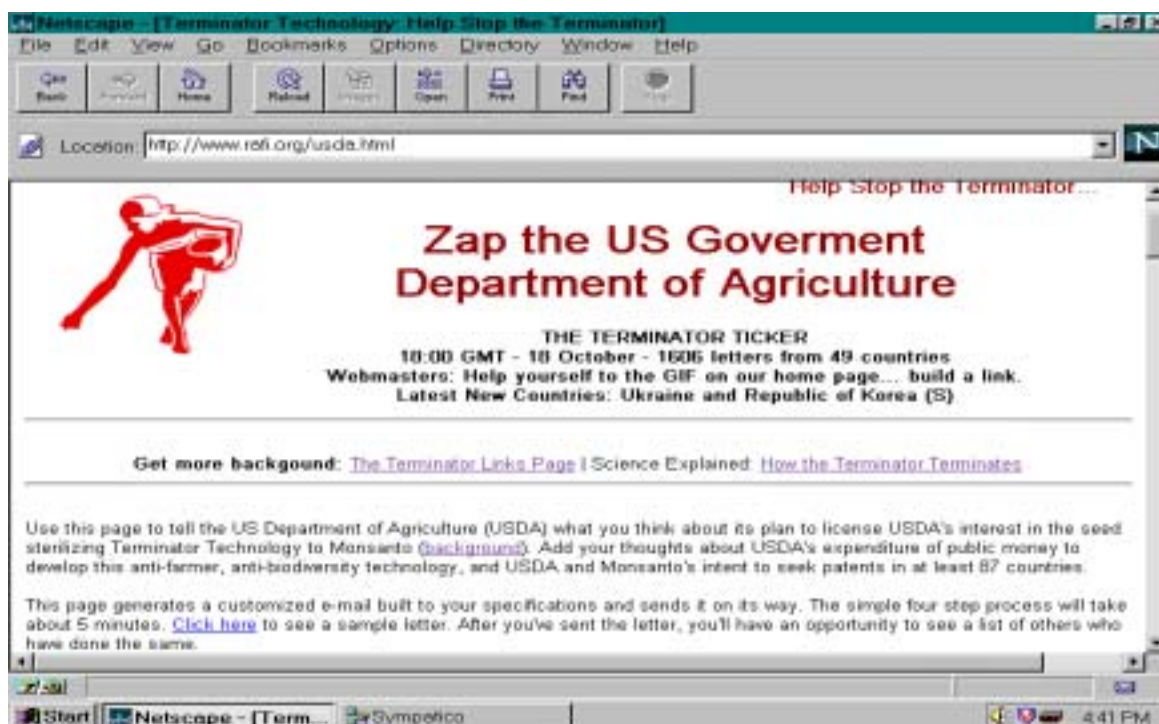 Netscape - [Terminator Technology: Help Stop the Terminator]
File Edit View Go Bookmarks Options Directory Window Help
Back Forward Home Reload Images Open Print Find Stop
Location: http://www.rafi.org/usda.html
N
Help Stop the Terminator...
Zap the US Goverment
Department of Agriculture
THE TERMINATOR TICKER
18:00 GMT - 18 October - 1606 letters from 49 countries
Webmasters: Help yourself to the GIF on our home page... build a link.
Latest New Countries: Ukraine and Republic of Korea (S)
Get more backgound: The Terminator Links Page | Science Explained: How the Terminator Terminates
Use this page to tell the US Department of Agriculture (USDA) what you think about its plan to license USDA's interest in the seed
sterilizing Terminator Technology to Monsanto (background). Add your thoughts about USDA's expenditure of public money to
develop this anti-farmer, anti-biodiversity technology, and USDA and Monsanto's intent to seek patents in at least 87 countries.
This page generates a customized e-mail built to your specifications and sends it on its way. The simple four step process will take
about 5 minutes. Click here to see a sample letter. After you've sent the letter, you'll have an opportunity to see a list of others who
have done the same.
Start Netscape - [Term... Sympatico 4:41 PM